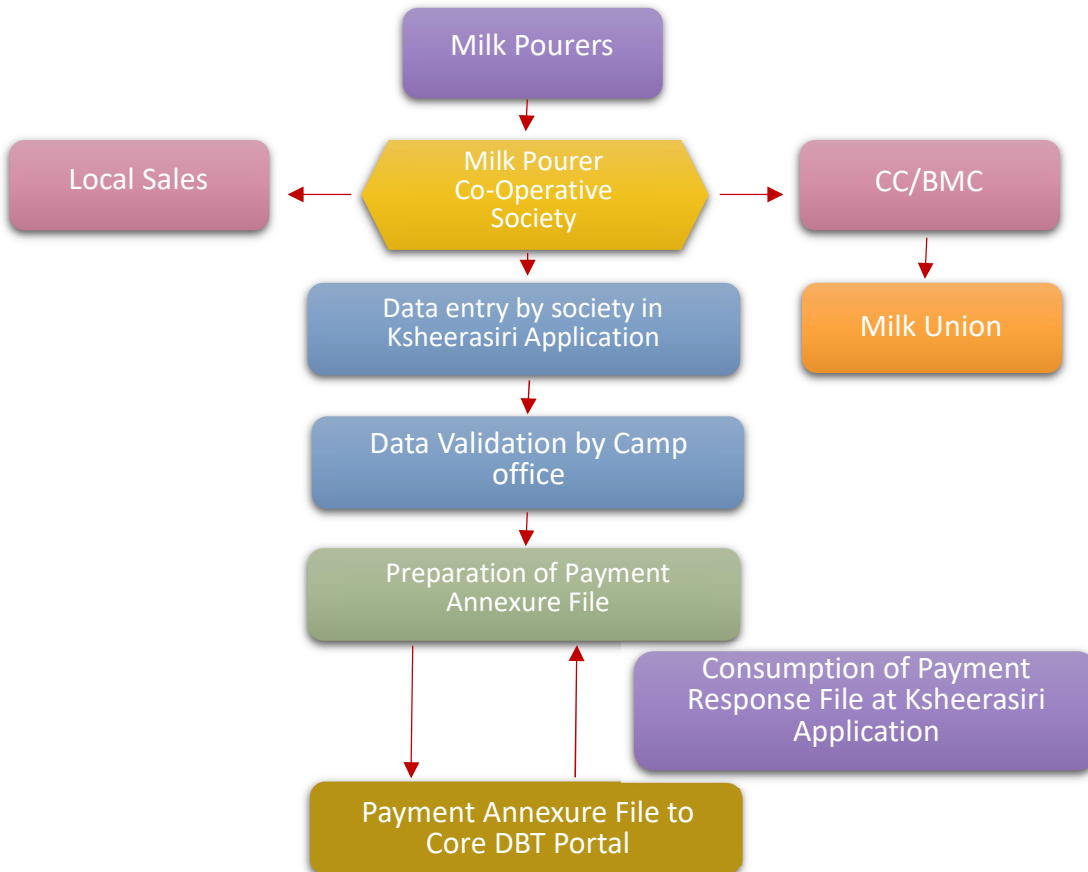 Milk Pourers
Local Sales
Milk Pourer
Co-Operative
Society
CC/BMC
Data entry by society in
Ksheerasiri Application
Milk Union
Data Validation by Camp
office
Preparation of Payment
Annexure File
Consumption of Payment
Response File at Ksheerasiri
Application
Payment Annexure File to
Core DBT Portal